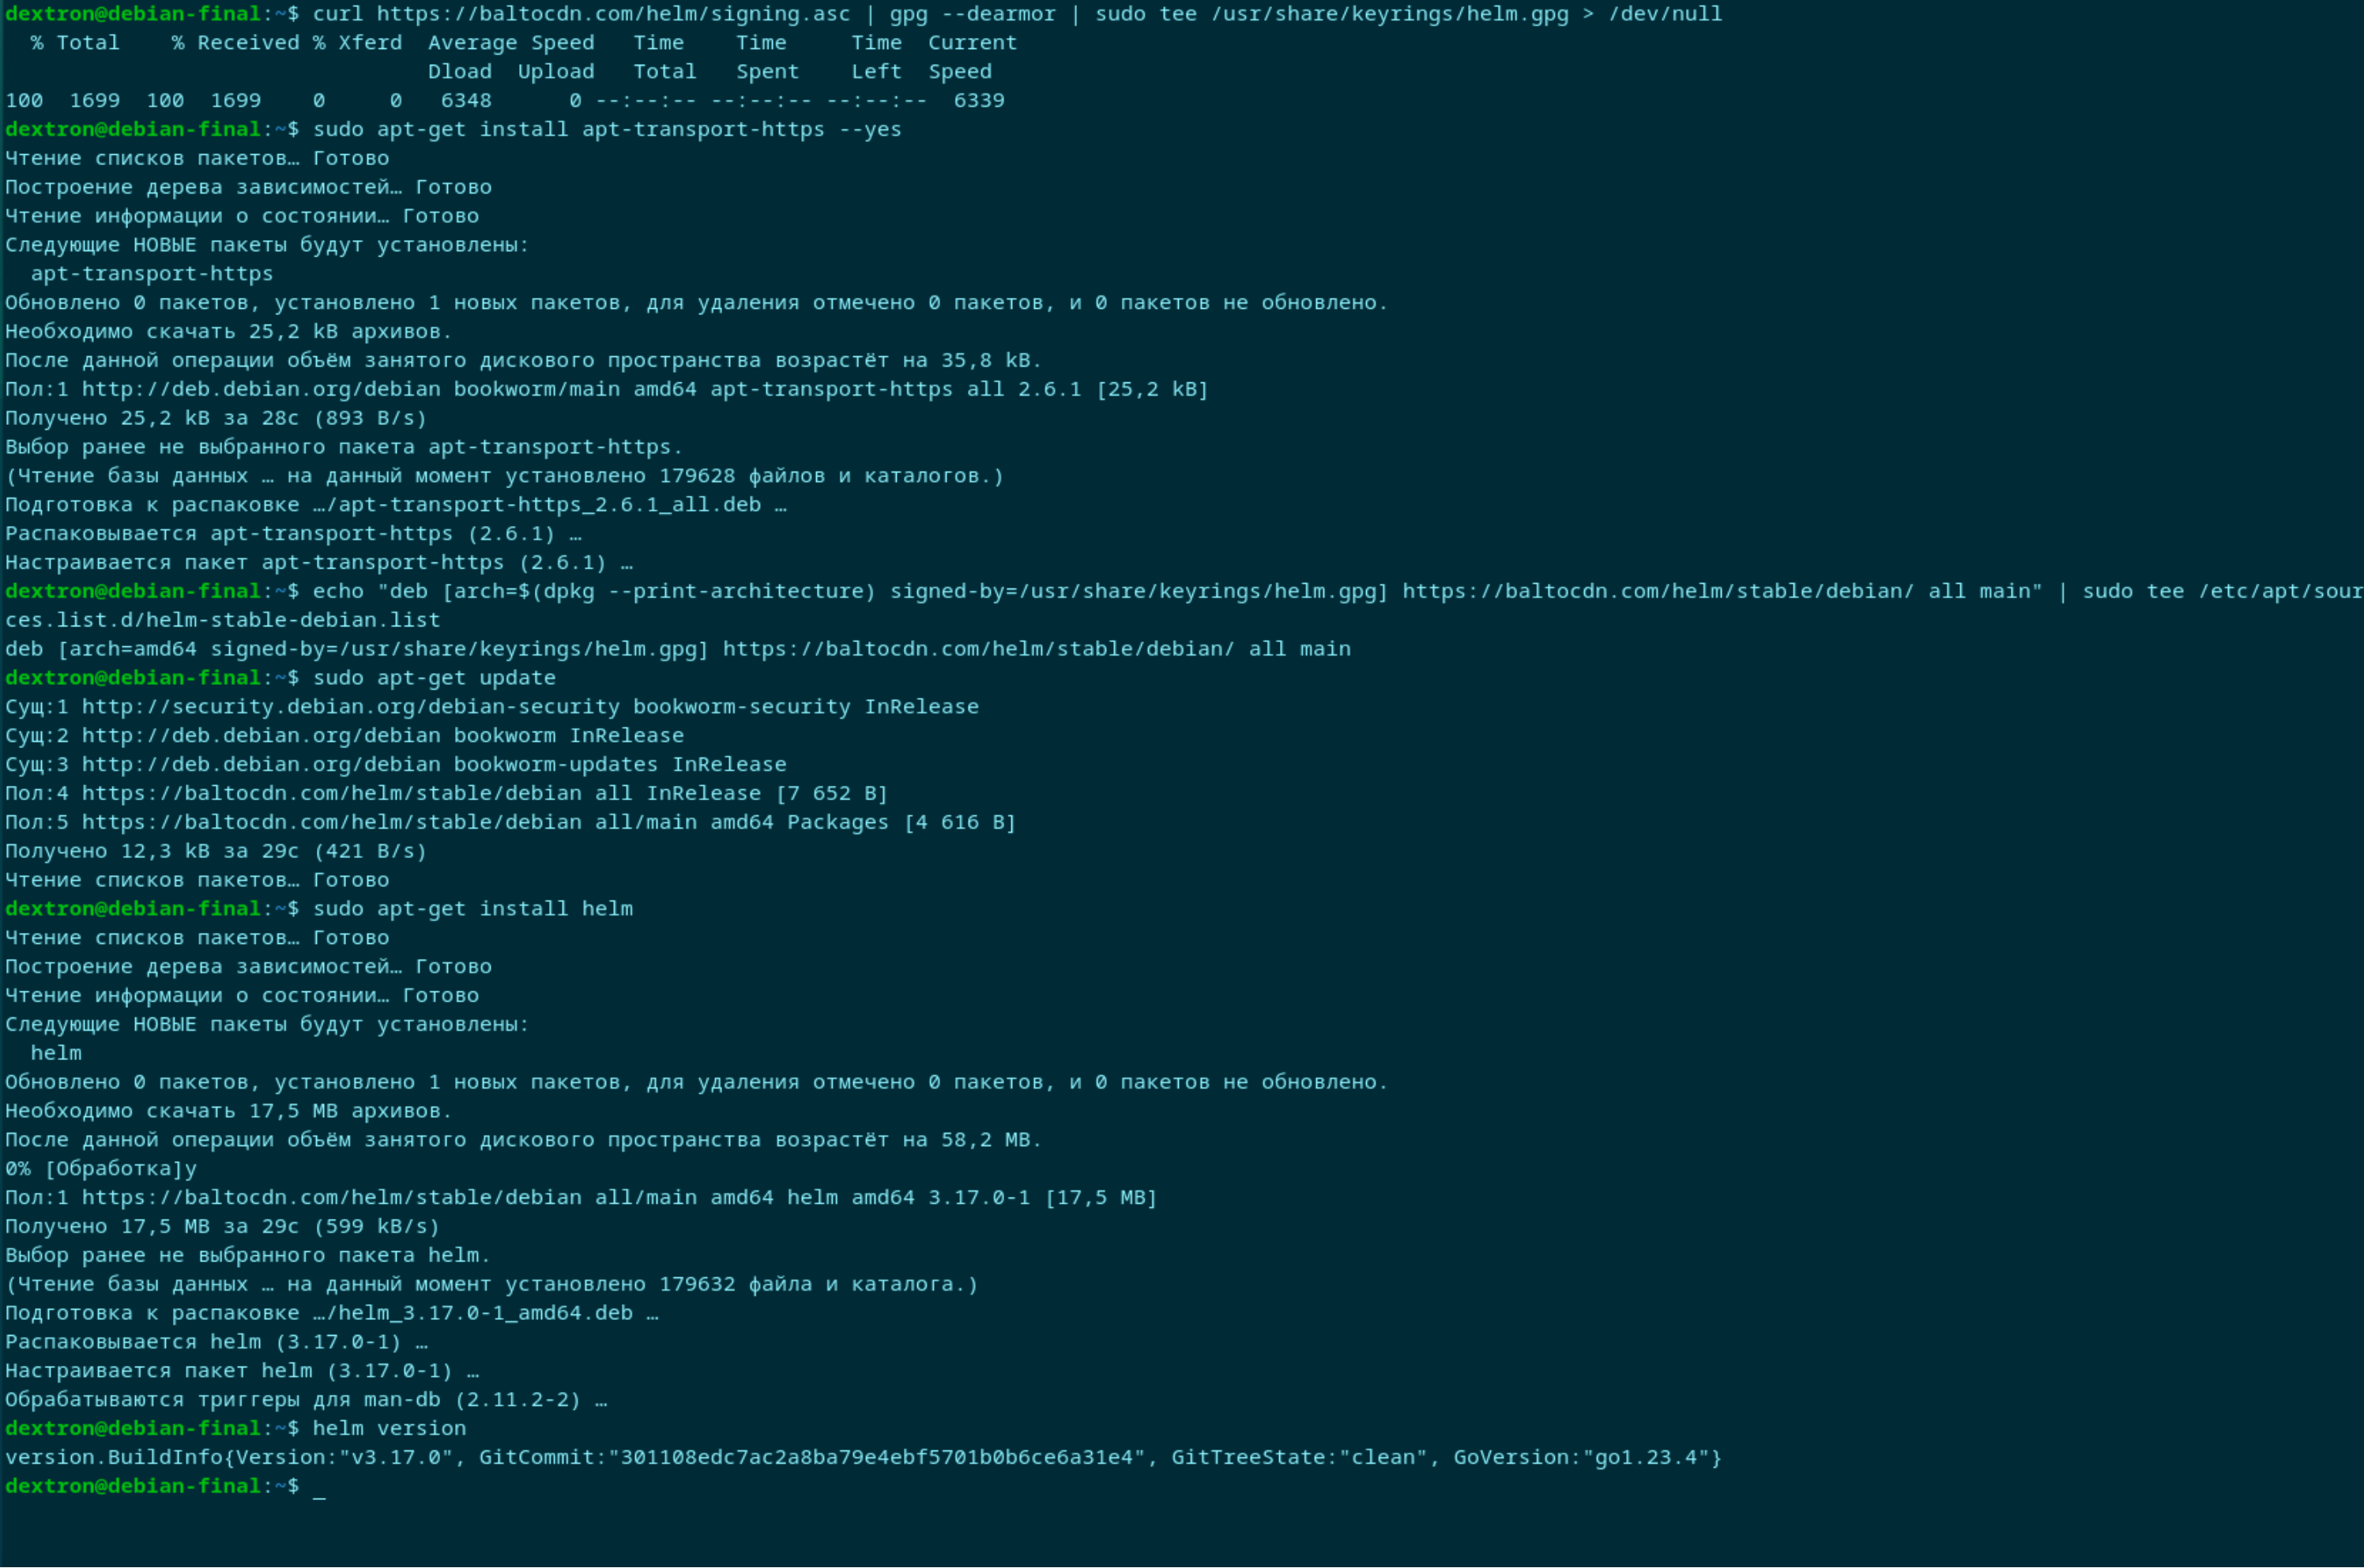 dextron@debian-final:~$ curl https://baltocdn.com/helm/signing.asc | gpg --dearmor | sudo tee /usr/share/keyrings/helm.gpg > /dev/null
  % Total    % Received % Xferd  Average Speed   Time    Time     Time  Current
                                 Dload  Upload   Total   Spent    Left  Speed
100  1699  100  1699    0     0   6348      0 --:--:-- --:--:-- --:--:--  6339
dextron@debian-final:~$ sudo apt-get install apt-transport-https --yes
Чтение списков пакетов… Готово
Построение дерева зависимостей… Готово
Чтение информации о состоянии… Готово
Следующие НОВЫЕ пакеты будут установлены:
  apt-transport-https
Обновлено 0 пакетов, установлено 1 новых пакетов, для удаления отмечено 0 пакетов, и 0 пакетов не обновлено.
Необходимо скачать 25,2 kB архивов.
После данной операции объём занятого дискового пространства возрастёт на 35,8 kB.
Пол:1 http://deb.debian.org/debian bookworm/main amd64 apt-transport-https all 2.6.1 [25,2 kB]
Получено 25,2 kB за 28с (893 B/s)
Выбор ранее не выбранного пакета apt-transport-https.
(Чтение базы данных … на данный момент установлено 179628 файлов и каталогов.)
Подготовка к распаковке …/apt-transport-https_2.6.1_all.deb …
Распаковывается apt-transport-https (2.6.1) …
Настраивается пакет apt-transport-https (2.6.1) …
dextron@debian-final:~$ echo "deb [arch=$(dpkg --print-architecture) signed-by=/usr/share/keyrings/helm.gpg] https://baltocdn.com/helm/stable/debian/ all main" | sudo tee /etc/apt/sour
ces.list.d/helm-stable-debian.list
deb [arch=amd64 signed-by=/usr/share/keyrings/helm.gpg] https://baltocdn.com/helm/stable/debian/ all main
dextron@debian-final:~$ sudo apt-get update
Сущ:1 http://security.debian.org/debian-security bookworm-security InRelease
Сущ:2 http://deb.debian.org/debian bookworm InRelease
Сущ:3 http://deb.debian.org/debian bookworm-updates InRelease
Пол:4 https://baltocdn.com/helm/stable/debian all InRelease [7 652 B]
Пол:5 https://baltocdn.com/helm/stable/debian all/main amd64 Packages [4 616 B]
Получено 12,3 kB за 29с (421 B/s)
Чтение списков пакетов… Готово
dextron@debian-final:~$ sudo apt-get install helm
Чтение списков пакетов… Готово
Построение дерева зависимостей… Готово
Чтение информации о состоянии… Готово
Следующие НОВЫЕ пакеты будут установлены:
  helm
Обновлено 0 пакетов, установлено 1 новых пакетов, для удаления отмечено 0 пакетов, и 0 пакетов не обновлено.
Необходимо скачать 17,5 MB архивов.
После данной операции объём занятого дискового пространства возрастёт на 58,2 MB.
0% [Обработка]y
Пол:1 https://baltocdn.com/helm/stable/debian all/main amd64 helm amd64 3.17.0-1 [17,5 MB]
Получено 17,5 MB за 29с (599 kB/s)
Выбор ранее не выбранного пакета helm.
(Чтение базы данных … на данный момент установлено 179632 файла и каталога.)
Подготовка к распаковке …/helm_3.17.0-1_amd64.deb …
Распаковывается helm (3.17.0-1) …
Настраивается пакет helm (3.17.0-1) …
Обрабатываются триггеры для man-db (2.11.2-2) …
dextron@debian-final:~$ helm version
version.BuildInfo{Version:"v3.17.0", GitCommit:"301108edc7ac2a8ba79e4ebf5701b0b6ce6a31e4", GitTreeState:"clean", GoVersion:"go1.23.4"}
dextron@debian-final:~$ _